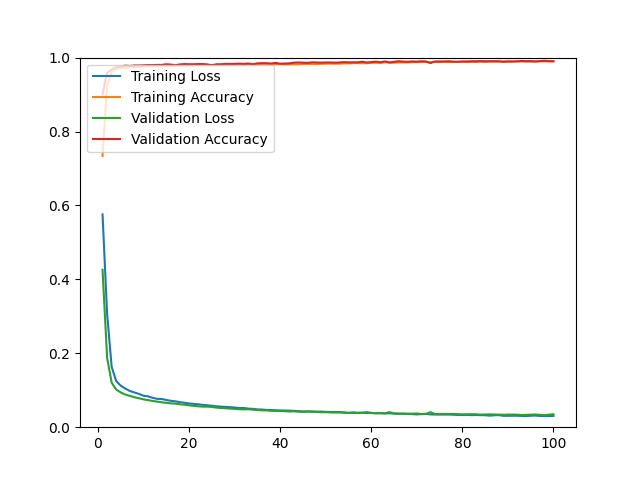 1.0
0.8
0.6
0.4
0.2
0.0
Training Loss
Training Accuracy
Validation Loss
Validation Accuracy
0 20 40 60 80 100